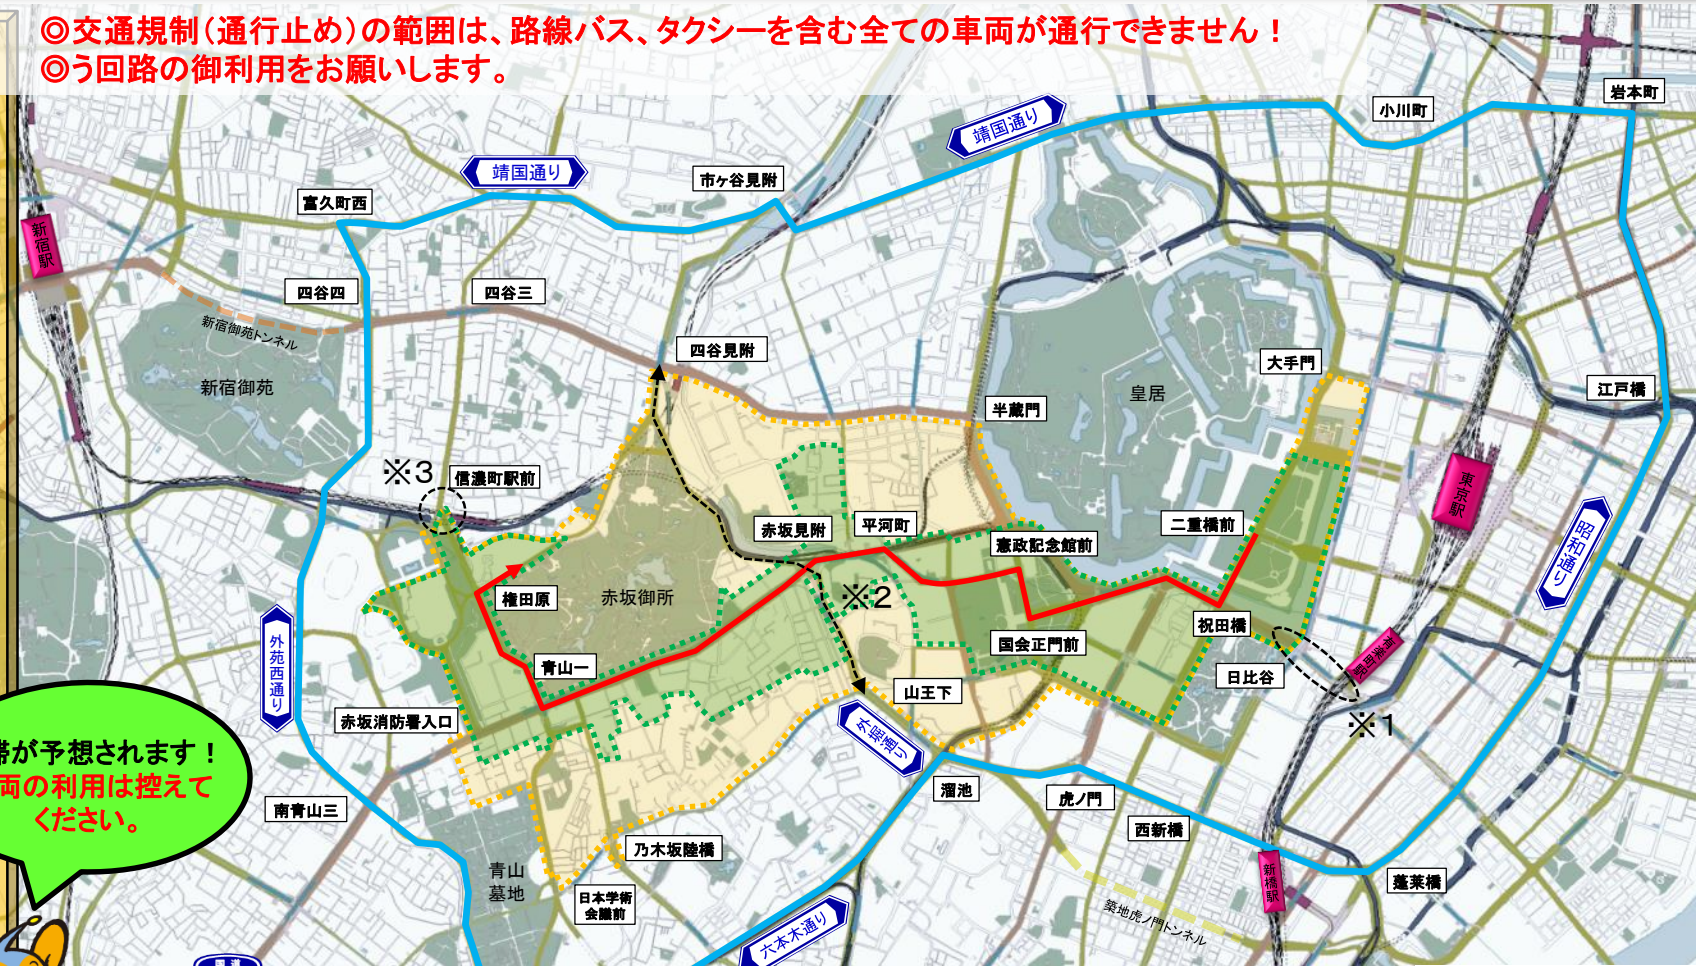 ◎交通規制（通行止め）の範囲は、路線バス、タクシーを含む全ての車両が通行できません！
◎う回路の御利用をお願いします。
岩本町
小川町
靖国通り
靖国通り
市ヶ谷見附
富久町西
新宿駅
四谷四
四谷三
新宿御苑トンネル
四谷見附
大手門
新宿御苑
皇居
江戸橋
半蔵門
※3
信濃町駅前
東京駅
赤坂見附
平河町
二重橋前
憲政記念館前
昭和通り
権田原
赤坂御所
※2
祝田橋
外苑西通り
国会正門前
有楽町駅
青山一
日比谷
山王下
赤坂消防署入口
外堀通り
※1
帯が予想されます！
両の利用は控えて
ください。
溜池
虎ノ門
南青山三
西新橋
乃木坂陸橋
新橋駅
蓬莱橋
青山
墓地
日本学術
会議前
築地虎ノ門トンネル
六本木通り
国道